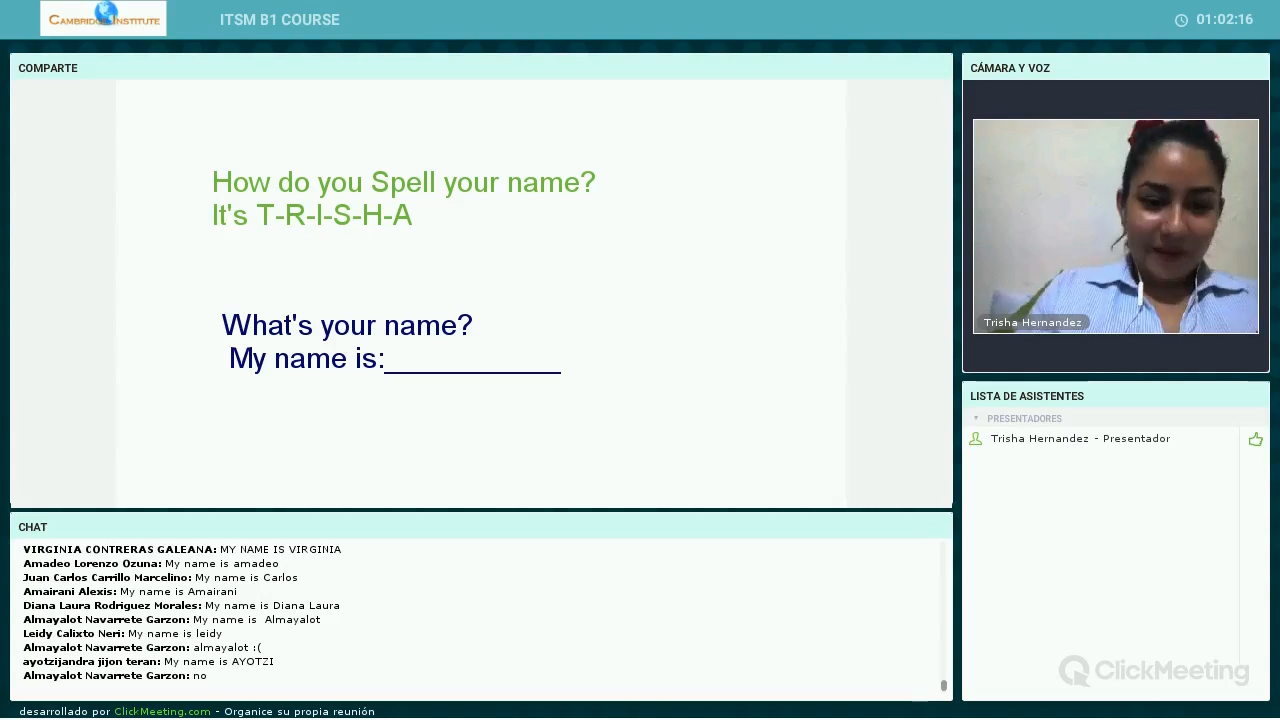 CAMBRIDGE INSTITUTE
ITSM B1 COURSE
01:02:16
COMPARTE
How do you Spell your name?
It's T-R-I-S-H-A
What's your name?
My name is:___________
CÁMARA Y VOZ
Trisha Hernandez
LISTA DE ASISTENTES
PRESENTADORES
Trisha Hernandez - Presentador
CHAT
VIRGINIA CONTRERAS GALEANA: MY NAME IS VIRGINIA
Amadeo Lorenzo Ozuna: My name is amadeo
Juan Carlos Carrillo Marcelino: My name is Carlos
Amairani Alexis: My name is Amairani
Diana Laura Rodriguez Morales: My name is Diana Laura
Almayalot Navarrete Garzon: My name is  Almayalot
Leidy Calixto Neri: My name is leidy
Almayalot Navarrete Garzon: almayalot :(
ayotzijandra jijon teran: My name is AYOTZI
Almayalot Navarrete Garzon: no
ClickMeeting
desarrollado por ClickMeeting.com - Organice su propia reunión